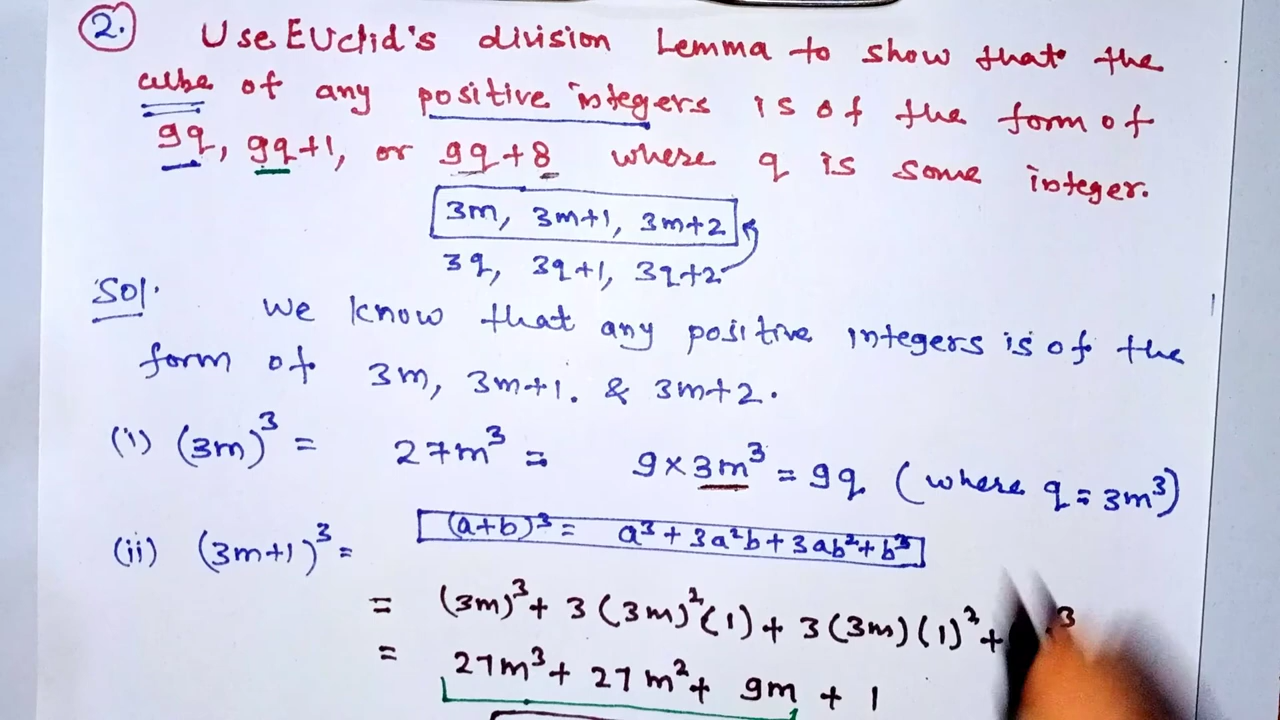 2. Use Euclid's division Lemma to show that the
cube of any positive integers is of the form of
9q, 9q+1, or 9q+8 where q is some integer.
3m, 3m+1, 3m+2
3q, 3q+1, 3q+2
Sol.
We know that any positive integers is of the
form of 3m, 3m+1. & 3m+2.
(i) (3m)³ = 27m³ = 9×3m³ = 9q (where q = 3m³)
(a+b)³ = a³+3a²b+3ab²+b³
(ii) (3m+1)³ =
= (3m)³ + 3(3m)²(1) + 3(3m)(1)² + ³
= 27m³ + 27m² + 9m + 1